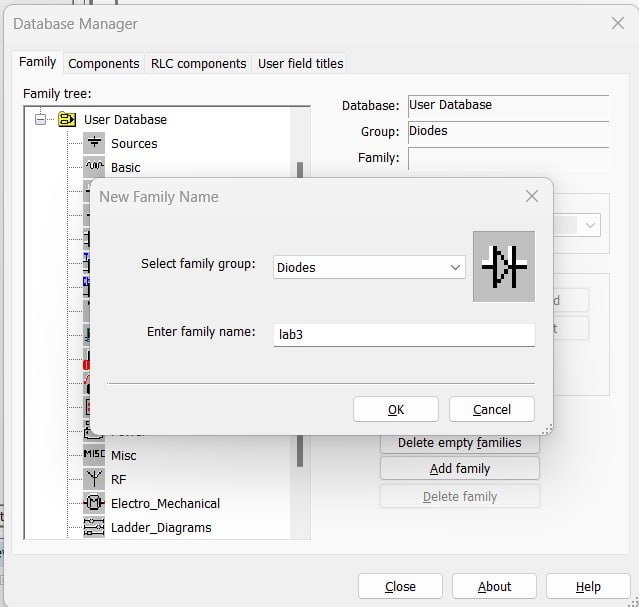 Database Manager
Family
Components
RLC components
User field titles
Family tree:
User Database
Sources
Basic
Database:
User Database
Group:
Diodes
Family:
New Family Name
Select family group:
Diodes
Enter family name:
lab3
OK
Cancel
Misc
RF
Electro_Mechanical
Ladder_Diagrams
Delete empty families
Add family
Delete family
Close
About
Help